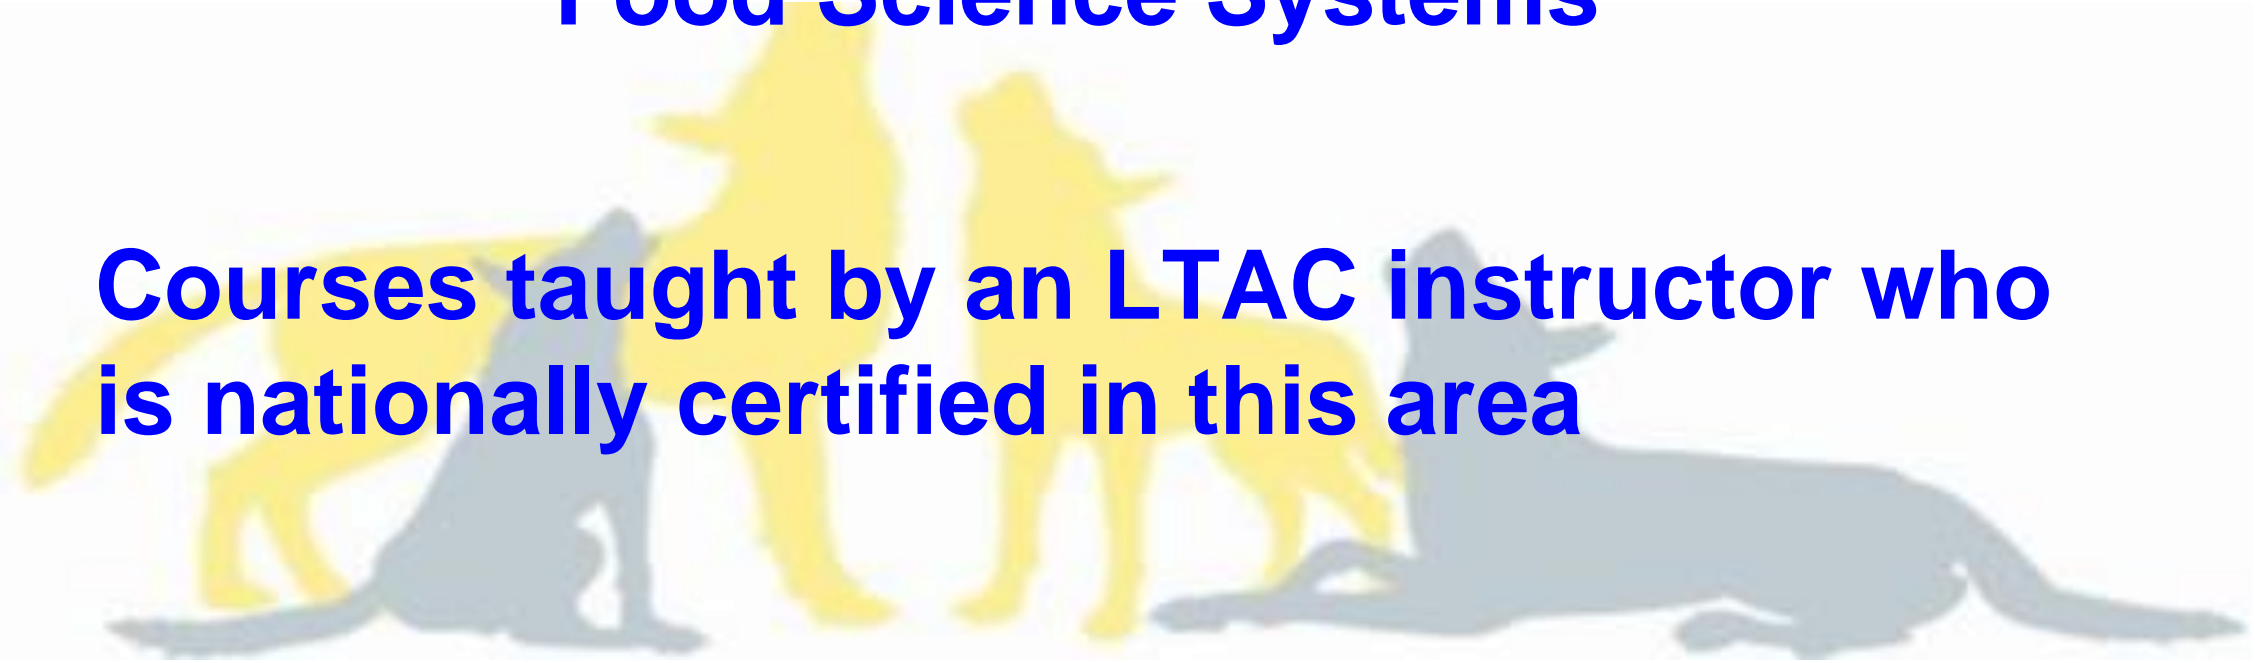 Food Science Systems
Courses taught by an LTAC instructor who
is nationally certified in this area